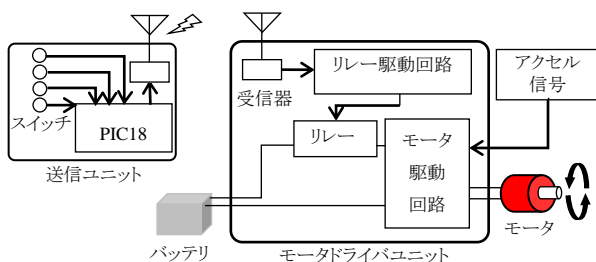 スイッチ
PIC18
送信ユニット
受信器
リレー駆動回路
リレー
モータ
駆動
回路
アクセル
信号
バッテリ
モータドライバユニット
モータ